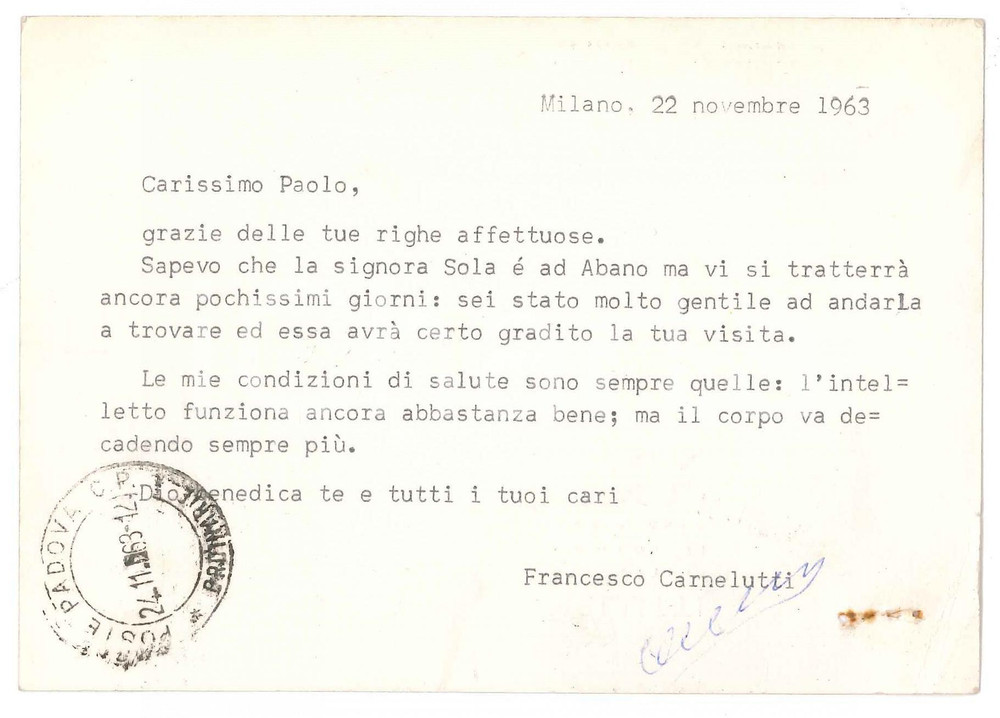 Milano, 22 novembre 1963
Carissimo Paolo,
grazie delle tue righe affettuose.
Sapevo che la signora Sola é ad Abano ma vi si tratterrà
ancora pochissimi giorni: sei stato molto gentile ad andarla
a trovare ed essa avrà certo gradito la tua visita.
Le mie condizioni di salute sono sempre quelle: l'intel=
letto funziona ancora abbastanza bene; ma il corpo va de=
cadendo sempre più.
Dio benedica te e tutti i tuoi cari
Francesco Carnelutti
POSTE PADOVA C.P.
24.11.63-12